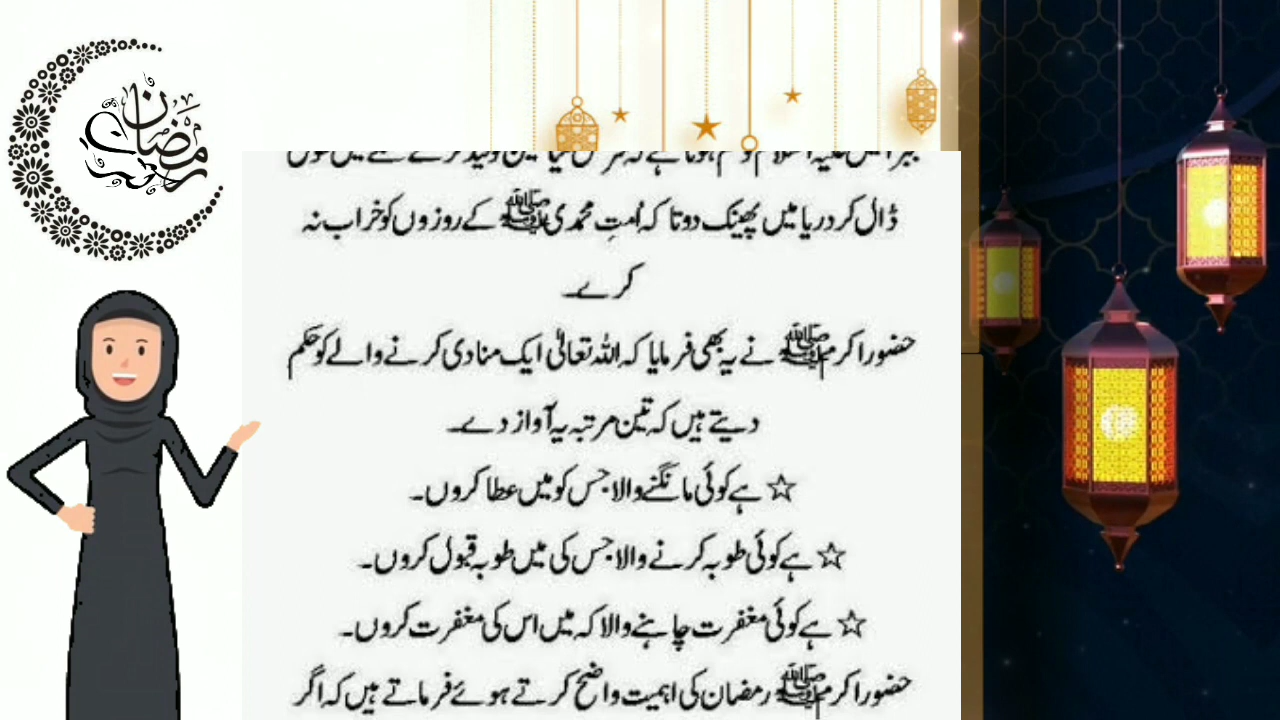 رمضان
ڈال کر دریا میں پھینک دو تا کہ اُمتِ محمدی ﷺ کے روزوں کو خراب نہ
کرے۔
حضور اکرم ﷺ نے یہ بھی فرمایا کہ اللہ تعالیٰ ایک منادی کرنے والے کو حکم
دیتے ہیں کہ تین مرتبہ یہ آواز دے۔
☆ ہے کوئی مانگنے والا جس کو میں عطا کروں۔
☆ ہے کوئی طوبہ کرنے والا جس کی میں طوبہ قبول کروں۔
☆ ہے کوئی مغفرت چاہنے والا کہ میں اس کی مغفرت کروں۔
حضور اکرم ﷺ رمضان کی اہمیت واضح کرتے ہوئے فرماتے ہیں کہ اگر